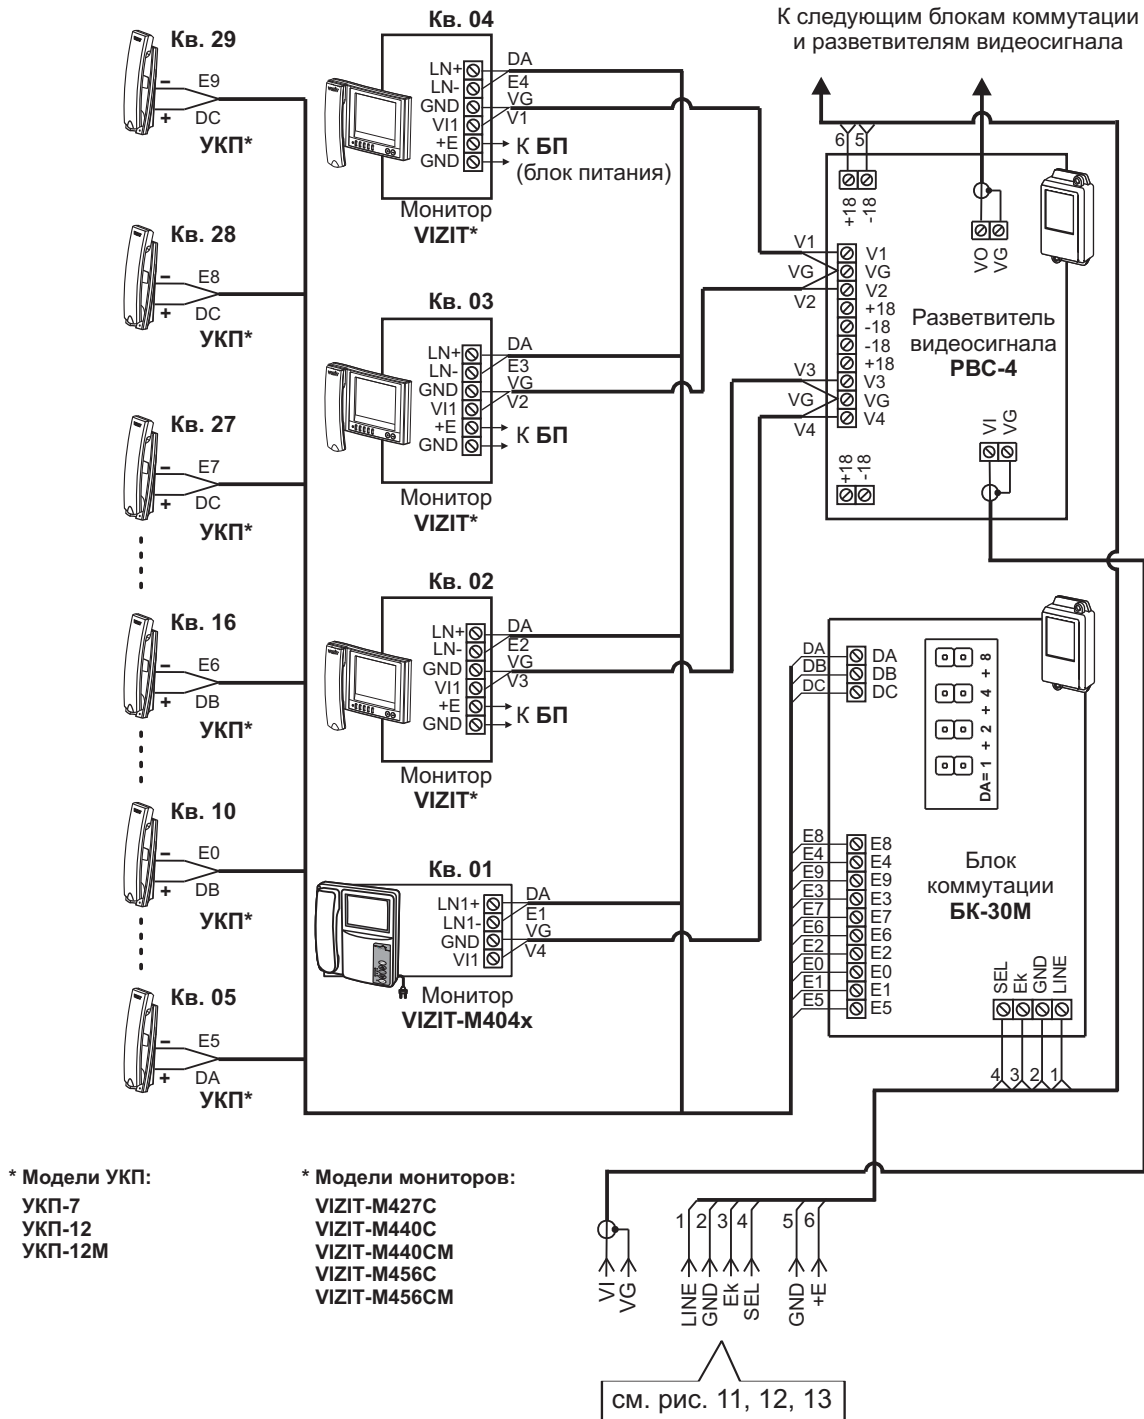 К следующим блокам коммутации
и разветвителям видеосигнала
Кв. 29
–
E9
+
DC
УКП*
Кв. 28
–
E8
+
DC
УКП*
Кв. 27
–
E7
+
DC
УКП*
Кв. 16
–
E6
+
DB
УКП*
Кв. 10
–
E0
+
DB
УКП*
Кв. 05
–
E5
+
DA
УКП*
Кв. 04
LN+
LN-
GND
VI1
+E
GND
DA
E4
VG
V1
К БП
(блок питания)
Монитор
VIZIT*
Кв. 03
LN+
LN-
GND
VI1
+E
GND
DA
E3
VG
V2
К БП
Монитор
VIZIT*
Кв. 02
LN+
LN-
GND
VI1
+E
GND
DA
E2
VG
V3
К БП
Монитор
VIZIT*
Кв. 01
LN1+
LN1-
GND
VI1
DA
E1
VG
V4
Монитор
VIZIT-M404x
6 5
+18
-18
VO
VG
V1
VG
V2
V3
VG
V4
V1
VG
V2
+18
-18
-18
+18
V3
VG
V4
Разветвитель
видеосигнала
РВС-4
VI
VG
+18
-18
DA
DB
DC
DA
DB
DC
DA= 1 + 2 + 4 + 8
E8
E4
E9
E3
E7
E6
E2
E0
E1
E5
E8
E4
E9
E3
E7
E6
E2
E0
E1
E5
Блок
коммутации
БК-30М
SEL
Ek
GND
LINE
4 3 2 1
* Модели УКП:
УКП-7
УКП-12
УКП-12М
* Модели мониторов:
VIZIT-M427C
VIZIT-M440C
VIZIT-M440CM
VIZIT-M456C
VIZIT-M456CM
1 2 3 4 5 6
VI
VG
LINE
GND
Ek
SEL
GND
+E
см. рис. 11, 12, 13